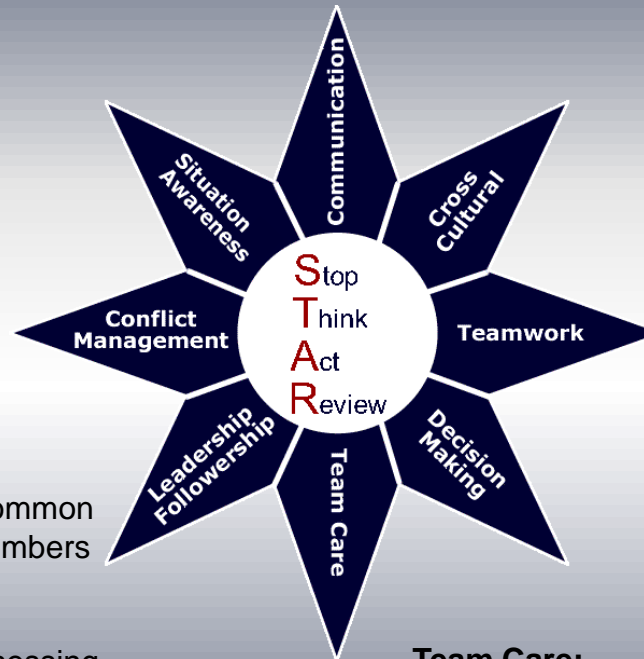 Communication
Cross
Cultural
Situation
Awareness
Stop
Think
Act
Review
Conflict
Management
Teamwork
Leadership
Followership
Team Care
Decision
Making
mbers
Team Care: